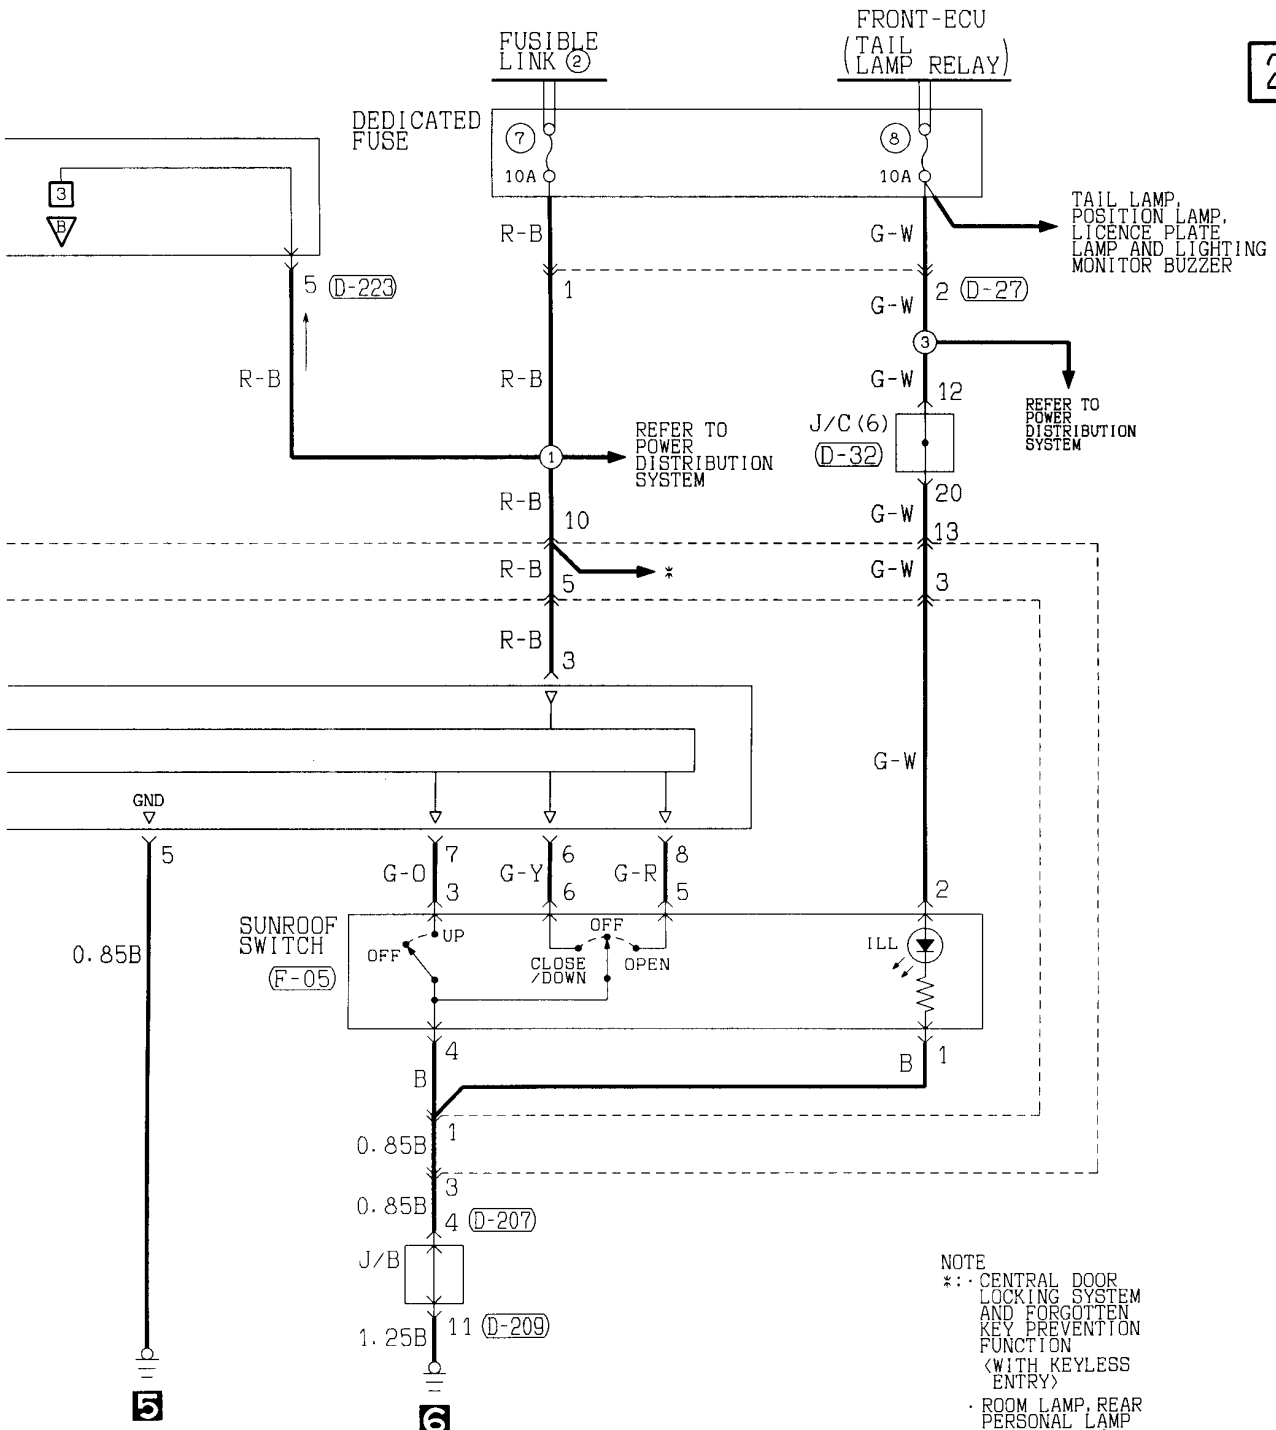 FRONT-ECU
(TAIL
LAMP RELAY)
FUSIBLE
LINK ②
2
DEDICATED
FUSE
⑦
10A
⑧
10A
3
B
TAIL LAMP,
POSITION LAMP,
LICENCE PLATE
LAMP AND LIGHTING
MONITOR BUZZER
R-B
G-W
5 (D-223)
1
2 (D-27)
G-W
③
R-B
R-B
G-W
12
REFER TO
POWER
DISTRIBUTION
SYSTEM
J/C(6)
(D-32)
①
REFER TO
POWER
DISTRIBUTION
SYSTEM
20
R-B
10
G-W
13
R-B
5
*
G-W
3
R-B
3
G-W
GND
5
7
6
8
G-O
G-Y
G-R
3
6
5
2
SUNROOF
SWITCH
(F-05)
0.85B
OFF
UP
OFF
CLOSE
/DOWN
OPEN
ILL
4
B
B
1
1
0.85B
3
0.85B
4 (D-207)
J/B
11 (D-209)
1.25B
5
6
NOTE
*:·CENTRAL DOOR
LOCKING SYSTEM
AND FORGOTTEN
KEY PREVENTION
FUNCTION
<WITH KEYLESS
ENTRY>
·ROOM LAMP, REAR
PERSONAL LAMP